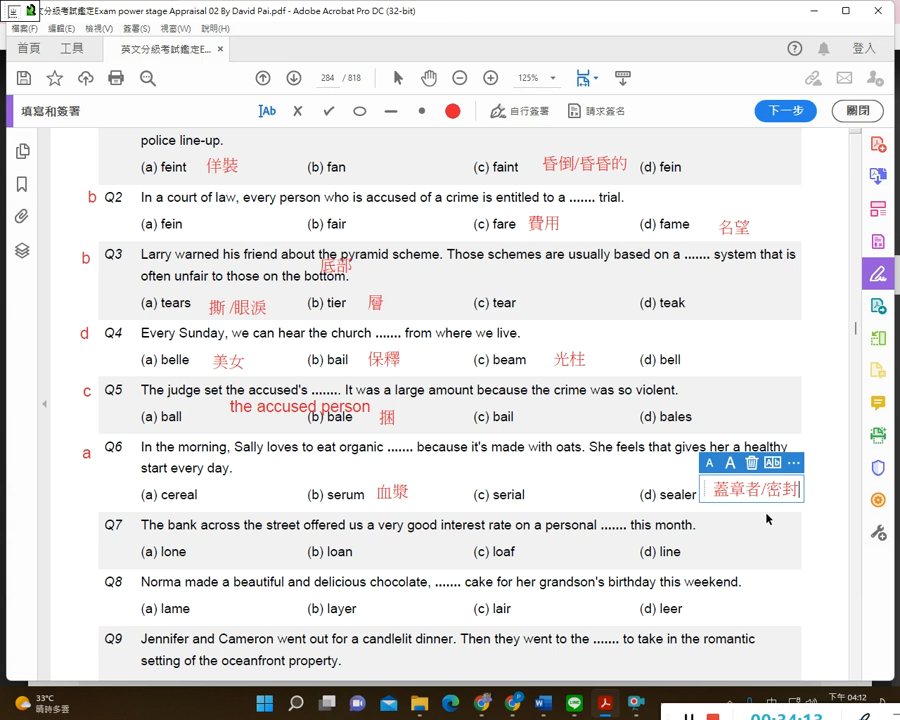 文分級考試鑑定Exam power stage Appraisal 02 By David Pai.pdf - Adobe Acrobat Pro DC (32-bit)
檔案(F) 編輯(E) 檢視(V) 簽署(S) 視窗(W) 說明(H)
首頁 工具 英文分級考試鑑定E... × 登入
284 / 818 125%
填寫和簽署 Ab 自行簽署 請求簽名 下一步 關閉
police line-up.
(a) feint 佯裝 (b) fan (c) faint 昏倒/昏昏的 (d) fein
b Q2 In a court of law, every person who is accused of a crime is entitled to a ....... trial.
(a) fein (b) fair (c) fare 費用 (d) fame 名望
b Q3 Larry warned his friend about the pyramid scheme. Those schemes are usually based on a ....... system that is
底部
often unfair to those on the bottom.
(a) tears 撕 /眼淚 (b) tier 層 (c) tear (d) teak
d Q4 Every Sunday, we can hear the church ....... from where we live.
(a) belle 美女 (b) bail 保釋 (c) beam 光柱 (d) bell
c Q5 The judge set the accused's ....... It was a large amount because the crime was so violent.
the accused person
(a) ball (b) bale 捆 (c) bail (d) bales
a Q6 In the morning, Sally loves to eat organic ....... because it's made with oats. She feels that gives her a healthy
start every day.
A A Ab ...
(a) cereal (b) serum 血漿 (c) serial (d) sealer 蓋章者/密封
Q7 The bank across the street offered us a very good interest rate on a personal ....... this month.
(a) lone (b) loan (c) loaf (d) line
Q8 Norma made a beautiful and delicious chocolate, ....... cake for her grandson's birthday this weekend.
(a) lame (b) layer (c) lair (d) leer
Q9 Jennifer and Cameron went out for a candlelit dinner. Then they went to the ....... to take in the romantic
setting of the oceanfront property.
33°C
晴時多雲
下午 04:12
00:34:13